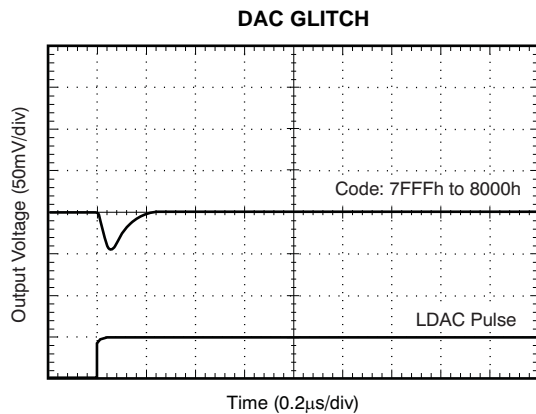 DAC GLITCH
Output Voltage (50mV/div)
Code: 7FFFh to 8000h
LDAC Pulse
Time (0.2μs/div)